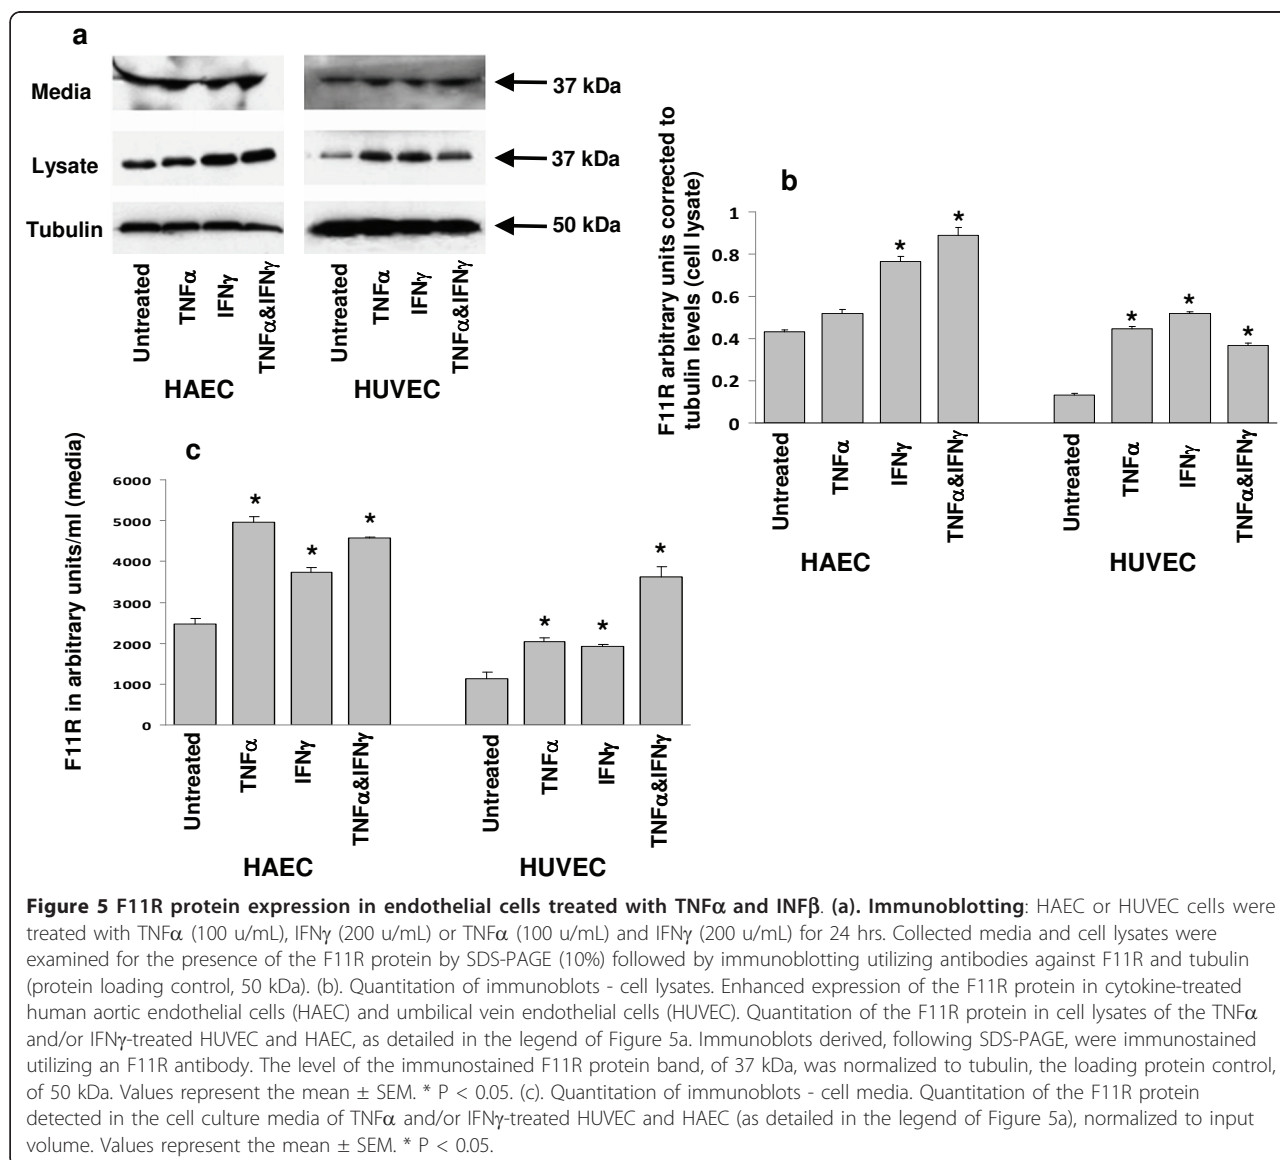 a
Media
37 kDa
Lysate
37 kDa
Tubulin
50 kDa
Untreated
TNFα
IFNγ
TNFα&IFNγ
Untreated
TNFα
IFNγ
TNFα&IFNγ
HAEC
HUVEC
b
F11R arbitrary units corrected to
tubulin levels (cell lysate)
1
0.8
0.6
0.4
0.2
0
*
*
*
*
*
Untreated
TNFα
IFNγ
TNFα&IFNγ
Untreated
TNFα
IFNγ
TNFα&IFNγ
HAEC
HUVEC
c
F11R in arbitrary units/ml (media)
6000
5000
4000
3000
2000
1000
0
*
*
*
*
*
*
Untreated
TNFα
IFNγ
TNFα&IFNγ
Untreated
TNFα
IFNγ
TNFα&IFNγ
HAEC
HUVEC
Figure 5 F11R protein expression in endothelial cells treated with TNFα and INFβ. (a). Immunoblotting: HAEC or HUVEC cells were
treated with TNFα (100 u/mL), IFNγ (200 u/mL) or TNFα (100 u/mL) and IFNγ (200 u/mL) for 24 hrs. Collected media and cell lysates were
examined for the presence of the F11R protein by SDS-PAGE (10%) followed by immunoblotting utilizing antibodies against F11R and tubulin
(protein loading control, 50 kDa). (b). Quantitation of immunoblots - cell lysates. Enhanced expression of the F11R protein in cytokine-treated
human aortic endothelial cells (HAEC) and umbilical vein endothelial cells (HUVEC). Quantitation of the F11R protein in cell lysates of the TNFα
and/or IFNγ-treated HUVEC and HAEC, as detailed in the legend of Figure 5a. Immunoblots derived, following SDS-PAGE, were immunostained
utilizing an F11R antibody. The level of the immunostained F11R protein band, of 37 kDa, was normalized to tubulin, the loading protein control,
of 50 kDa. Values represent the mean ± SEM. * P < 0.05. (c). Quantitation of immunoblots - cell media. Quantitation of the F11R protein
detected in the cell culture media of TNFα and/or IFNγ-treated HUVEC and HAEC (as detailed in the legend of Figure 5a), normalized to input
volume. Values represent the mean ± SEM. * P < 0.05.